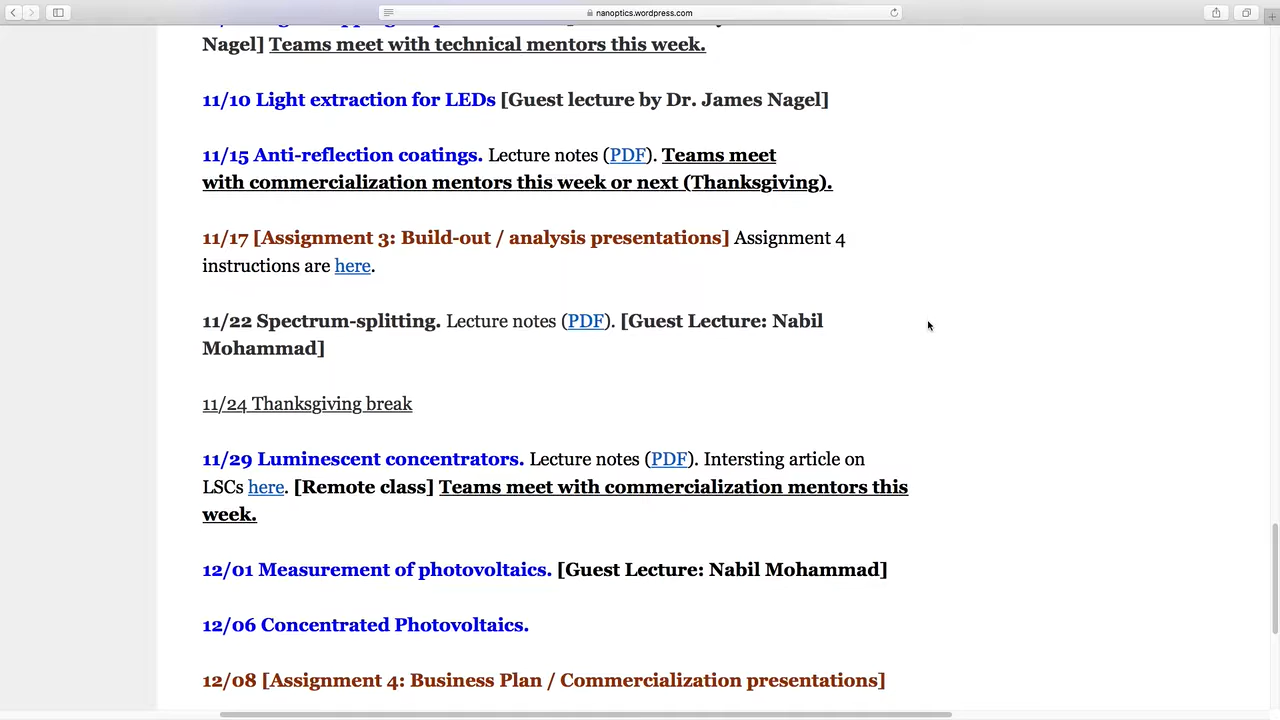 nanoptics.wordpress.com
Nagel] Teams meet with technical mentors this week.
11/10 Light extraction for LEDs [Guest lecture by Dr. James Nagel]
11/15 Anti-reflection coatings. Lecture notes (PDF). Teams meet
with commercialization mentors this week or next (Thanksgiving).
11/17 [Assignment 3: Build-out / analysis presentations] Assignment 4
instructions are here.
11/22 Spectrum-splitting. Lecture notes (PDF). [Guest Lecture: Nabil
Mohammad]
11/24 Thanksgiving break
11/29 Luminescent concentrators. Lecture notes (PDF). Intersting article on
LSCs here. [Remote class] Teams meet with commercialization mentors this
week.
12/01 Measurement of photovoltaics. [Guest Lecture: Nabil Mohammad]
12/06 Concentrated Photovoltaics.
12/08 [Assignment 4: Business Plan / Commercialization presentations]